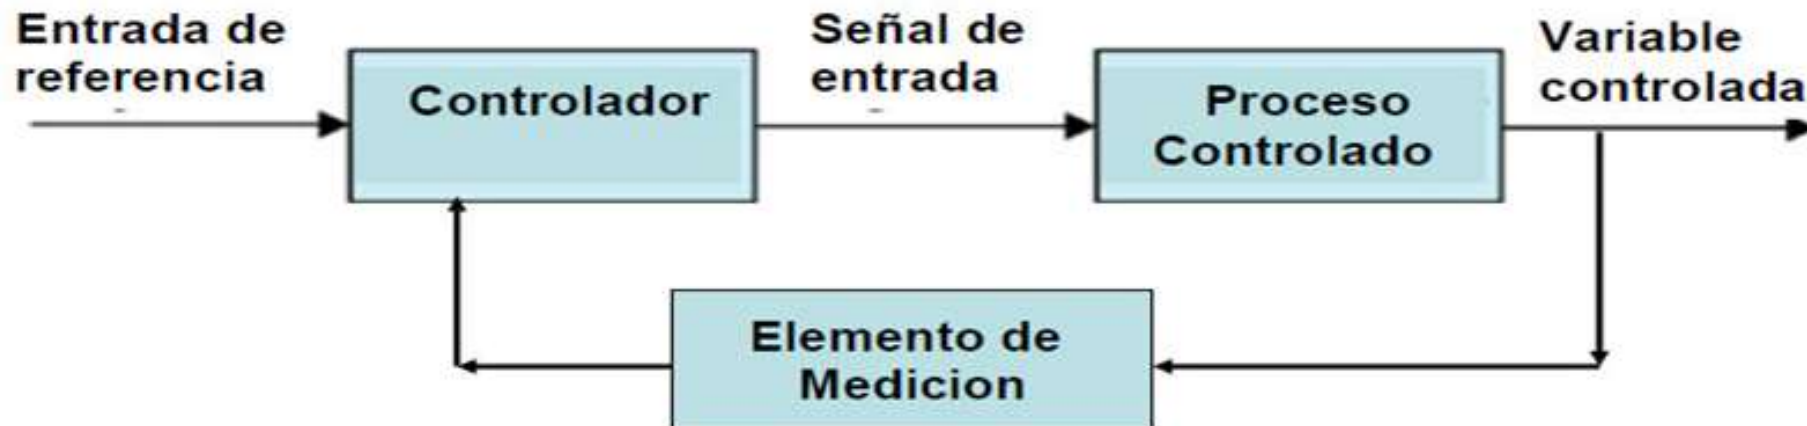 Entrada de
referencia
Controlador
Señal de
entrada
Proceso
Controlado
Variable
controlada
Elemento de
Medicion